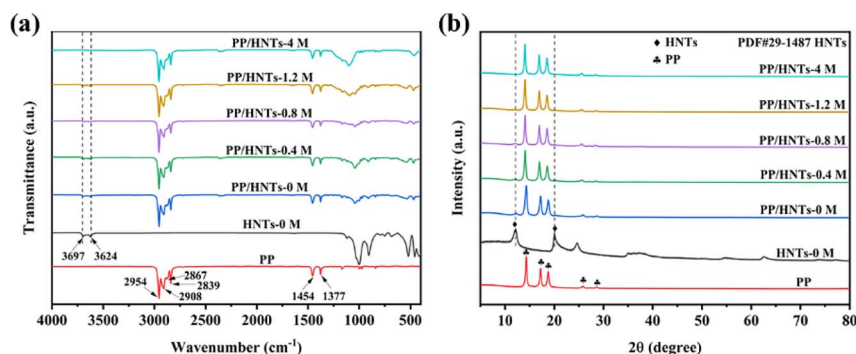 (a)
PP/HNTs-4 M
PP/HNTs-1.2 M
PP/HNTs-0.8 M
PP/HNTs-0.4 M
PP/HNTs-0 M
HNTs-0 M
3697
3624
PP
2867
2954
2839
2908
1454
1377
Transmittance (a.u.)
4000 3500 3000 2500 2000 1500 1000 500
Wavenumber (cm⁻¹)
(b)
♦ HNTs PDF#29-1487 HNTs
♣ PP
PP/HNTs-4 M
PP/HNTs-1.2 M
PP/HNTs-0.8 M
PP/HNTs-0.4 M
PP/HNTs-0 M
HNTs-0 M
PP
Intensity (a.u.)
10 20 30 40 50 60 70 80
2θ (degree)